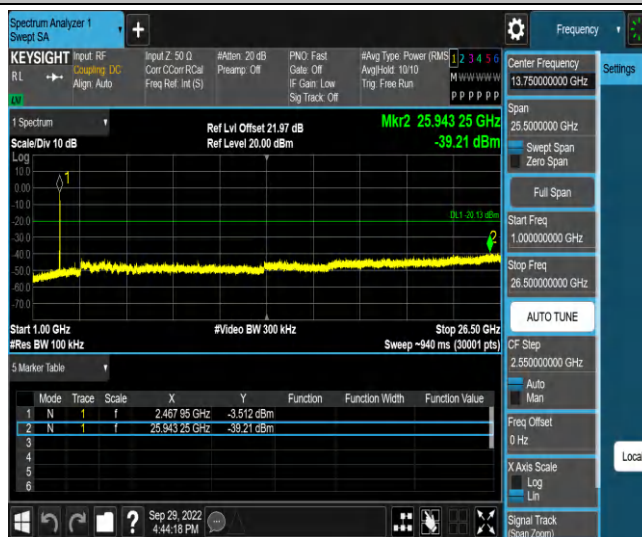 Spectrum Analyzer 1
Swept SA
+
Frequency
KEYSIGHT
RL
Input: RF
Coupling: DC
Align: Auto
Input Z: 50 Ω
Corr CCorr RCal
Freq Ref: Int (S)
#Atten: 20 dB
Preamp: Off
PNO: Fast
Gate: Off
IF Gain: Low
Sig Track: Off
#Avg Type: Power (RMS
Avg|Hold: 10/10
Trig: Free Run
1 2 3 4 5 6
M W W W W W
P P P P P P
1 Spectrum
Scale/Div 10 dB
Ref Lvl Offset 21.97 dB
Ref Level 20.00 dBm
Mkr2 25.943 25 GHz
-39.21 dBm
Log
10.0
0.00
-10.0
-20.0
-30.0
-40.0
-50.0
-60.0
-70.0
1
2
DL1 -20.13 dBm
Start 1.00 GHz
#Res BW 100 kHz
#Video BW 300 kHz
Stop 26.50 GHz
Sweep ~940 ms (30001 pts)
5 Marker Table
Mode Trace Scale X Y Function Function Width Function Value
1 N 1 f 2.467 95 GHz -3.512 dBm
2 N 1 f 25.943 25 GHz -39.21 dBm
3
4
5
6
Sep 29, 2022
4:44:18 PM
?
Center Frequency
13.750000000 GHz
Settings
Span
25.5000000 GHz
Swept Span
Zero Span
Full Span
Start Freq
1.000000000 GHz
Stop Freq
26.500000000 GHz
AUTO TUNE
CF Step
2.550000000 GHz
Auto
Man
Freq Offset
0 Hz
X Axis Scale
Log
Lin
Signal Track
(Span Zoom)
Local